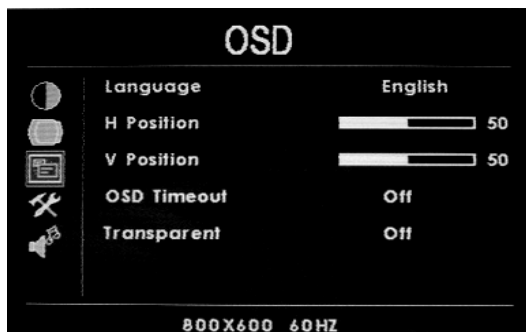 OSD
Language English
H Position 50
V Position 50
OSD Timeout Off
Transparent Off
800X600 60HZ